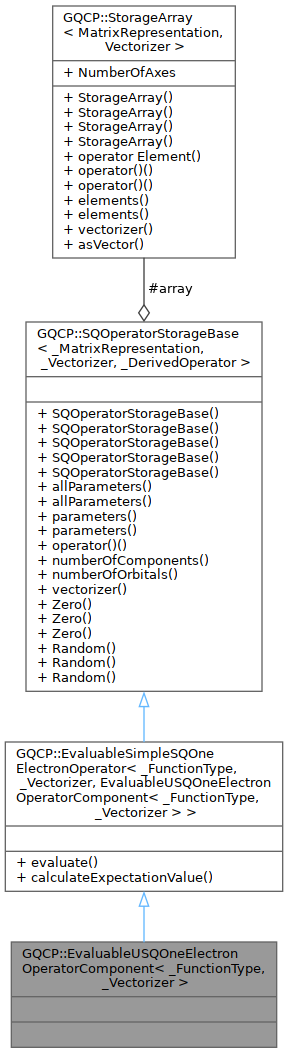 GQCP::StorageArray
< MatrixRepresentation,
Vectorizer >
+ NumberOfAxes
+ StorageArray()
+ StorageArray()
+ StorageArray()
+ StorageArray()
+ operator Element()
+ operator()()
+ operator()()
+ elements()
+ elements()
+ vectorizer()
+ asVector()
#array
GQCP::SQOperatorStorageBase
< _MatrixRepresentation,
_Vectorizer, _DerivedOperator >
+ SQOperatorStorageBase()
+ SQOperatorStorageBase()
+ SQOperatorStorageBase()
+ SQOperatorStorageBase()
+ SQOperatorStorageBase()
+ allParameters()
+ allParameters()
+ parameters()
+ parameters()
+ operator()()
+ numberOfComponents()
+ numberOfOrbitals()
+ vectorizer()
+ Zero()
+ Zero()
+ Zero()
+ Random()
+ Random()
+ Random()
GQCP::EvaluableSimpleSQOne
ElectronOperator< _FunctionType,
_Vectorizer, EvaluableUSQOneElectron
OperatorComponent< _FunctionType,
_Vectorizer > >
+ evaluate()
+ calculateExpectationValue()
GQCP::EvaluableUSQOneElectron
OperatorComponent< _FunctionType,
_Vectorizer >